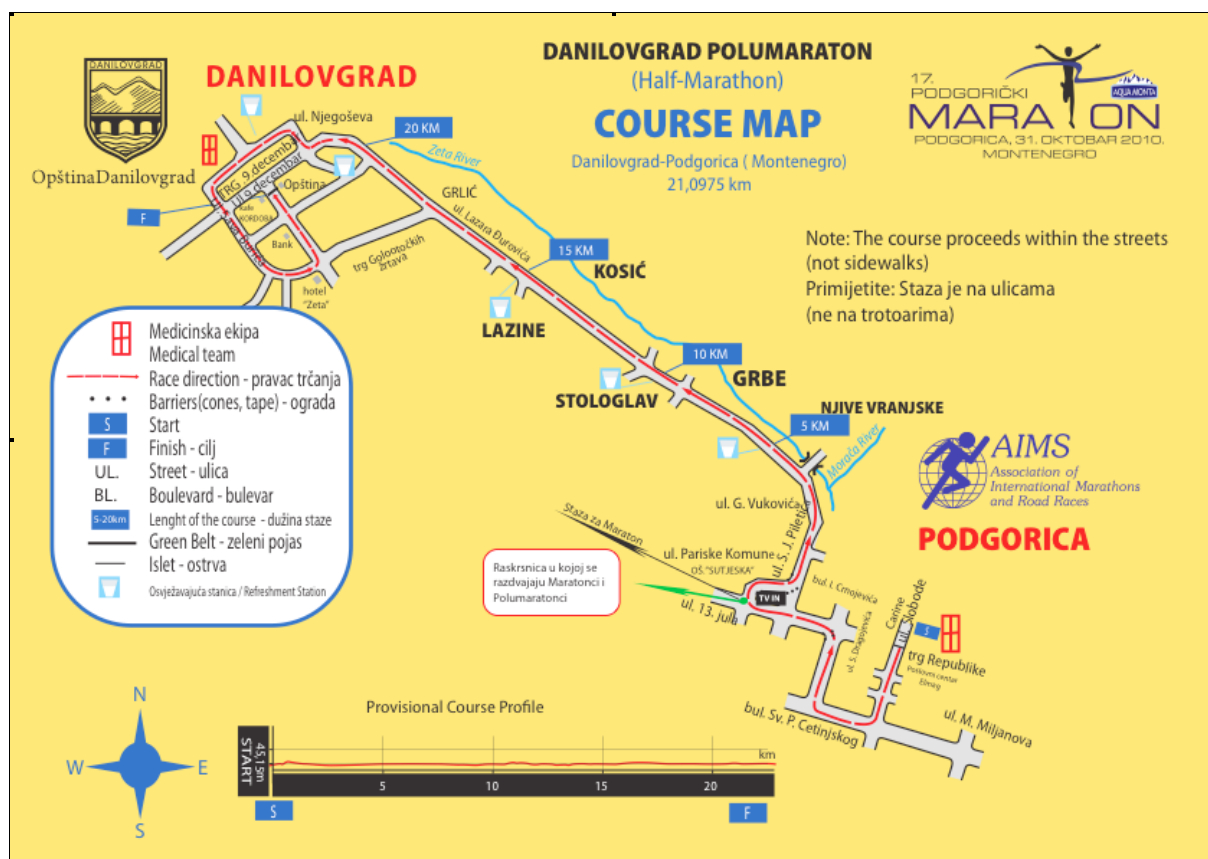 DANILOVGRAD
OpštinaDanilovgrad
DANILOVGRAD
DANILOVGRAD POLUMARATON
(Half-Marathon)
COURSE MAP
Danilovgrad-Podgorica ( Montenegro)
21,0975 km
17.
PODGORIČKI
MARATON
AQUA MONTA
PODGORICA, 31. OKTOBAR 2010.
MONTENEGRO
ul. Njegoševa
20 KM
Zeta River
TRG 9.decembar
Ul.9.decembar
Opština
kafe
KORDOBA
Bank
F
hotel
"Zeta"
trg Golootočkih
žrtava
GRLIĆ
ul. Lazara Đurovića
15 KM
KOSIĆ
LAZINE
10 KM
GRBE
STOLOGLAV
NJIVE VRANJSKE
5 KM
Morača River
Note: The course proceeds within the streets
(not sidewalks)
Primijetite: Staza je na ulicama
(ne na trotoarima)
Medicinska ekipa
Medical team
Race direction - pravac trčanja
Barriers(cones, tape) - ograda
S Start
F Finish - cilj
UL. Street - ulica
BL. Boulevard - bulevar
5-20km Lenght of the course - dužina staze
Green Belt - zeleni pojas
Islet - ostrva
Osvježavajuća stanica / Refreshment Station
AIMS
Association of
International Marathons
and Road Races
PODGORICA
ul. G. Vukovića
ul. S. J. Piletića
Staza za Maraton
ul. Pariske Komune
OŠ."SUTJESKA"
Raskrsnica u kojoj se
razdvajaju Maratonci i
Polumaratonci
TV IN
ul. 13. jula
bul. I. Crnojevića
ul. S. Dragojevića
Carine
ul. Slobode
S
trg Republike
Poslovni centar
Elmeg
bul. Sv. P. Cetinjskog
ul. M. Miljanova
N
W
E
S
Provisional Course Profile
START
45,15m
km
5
10
15
20
S
F